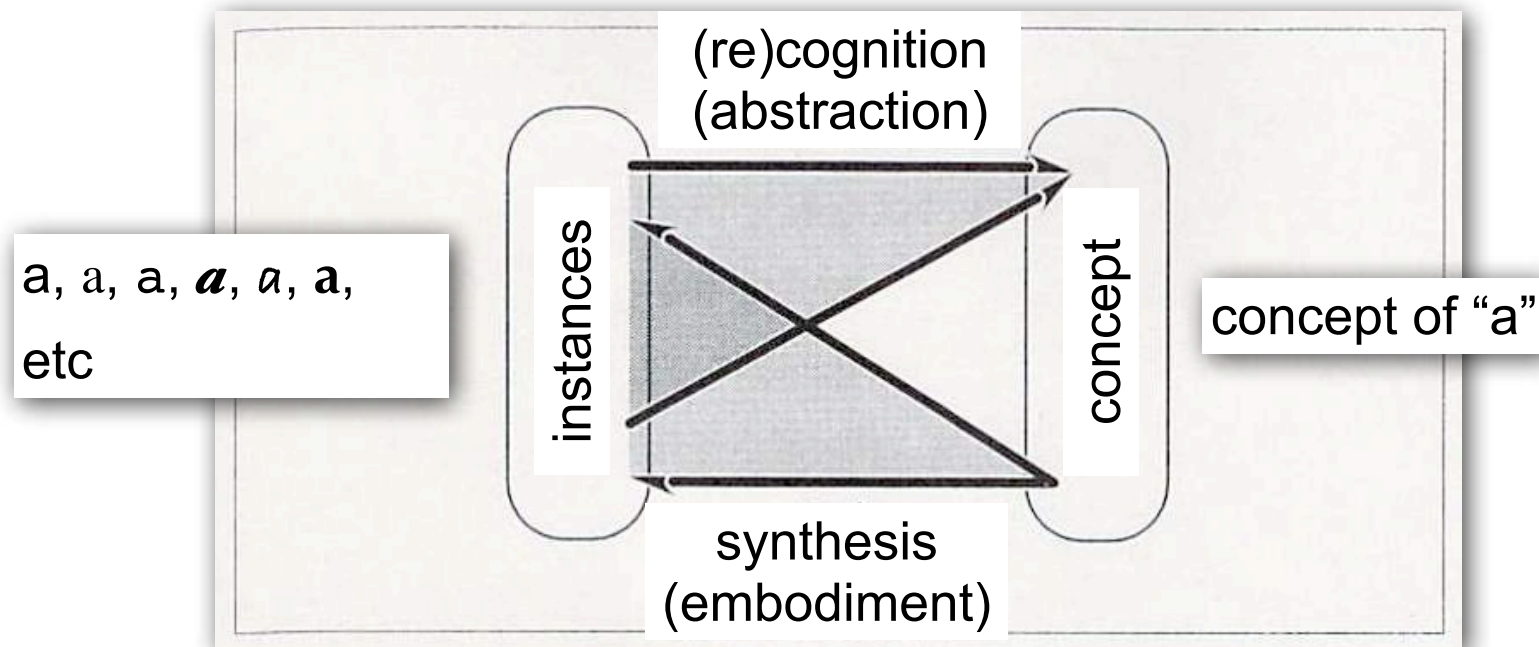 (re)cognition
(abstraction)
a, a, a, a, a, a,
etc
instances
concept
concept of “a”
synthesis
(embodiment)